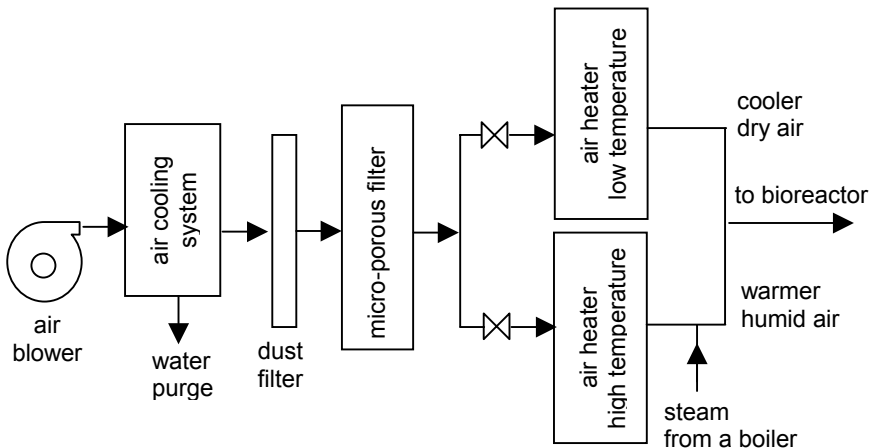 air
blower
air cooling
system
water
purge
dust
filter
micro-porous filter
air heater
low temperature
air heater
high temperature
cooler
dry air
to bioreactor
warmer
humid air
steam
from a boiler